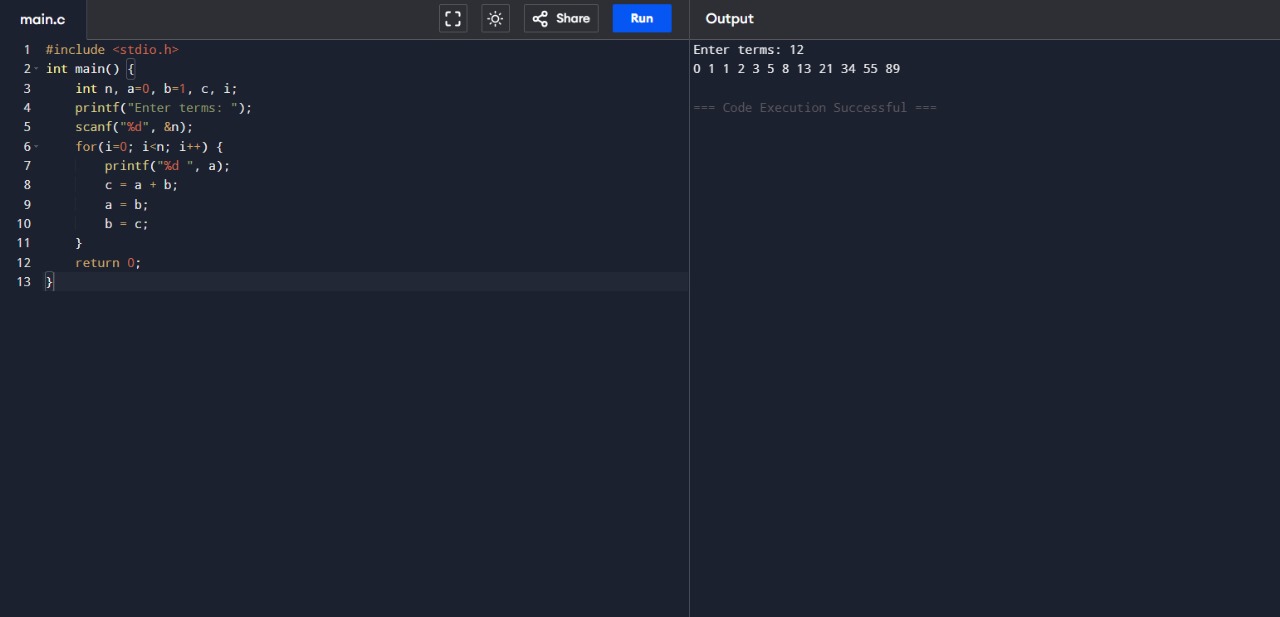 main.c
Share
Run
Output
1 #include <stdio.h>
2 int main() {
3     int n, a=0, b=1, c, i;
4     printf("Enter terms: ");
5     scanf("%d", &n);
6     for(i=0; i<n; i++) {
7         printf("%d ", a);
8         c = a + b;
9         a = b;
10         b = c;
11     }
12     return 0;
13 }
Enter terms: 12
0 1 1 2 3 5 8 13 21 34 55 89
=== Code Execution Successful ===